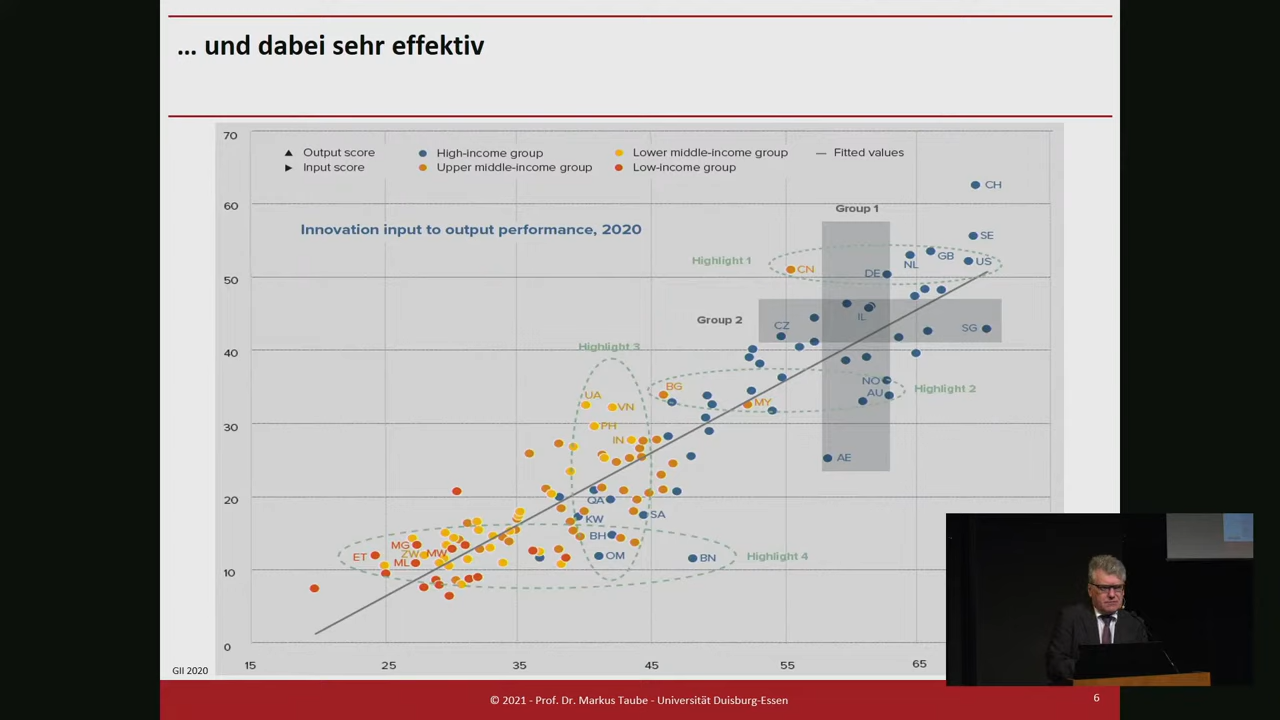 ... und dabei sehr effektiv
70
Output score
High-income group
Lower middle-income group
Fitted values
Input score
Upper middle-income group
Low-income group
CH
60
Group 1
Innovation input to output performance, 2020
SE
Highlight 1
GB
NL
US
CN
DE
50
Group 2
IL
CZ
SG
Highlight 3
40
BG
NO
Highlight 2
UA
AU
VN
MY
30
PH
IN
AE
20
QA
SA
KW
BH
MG
ET
ZW
MW
OM
BN
Highlight 4
ML
10
0
15
25
35
45
55
65
GII 2020
© 2021 - Prof. Dr. Markus Taube - Universität Duisburg-Essen
6